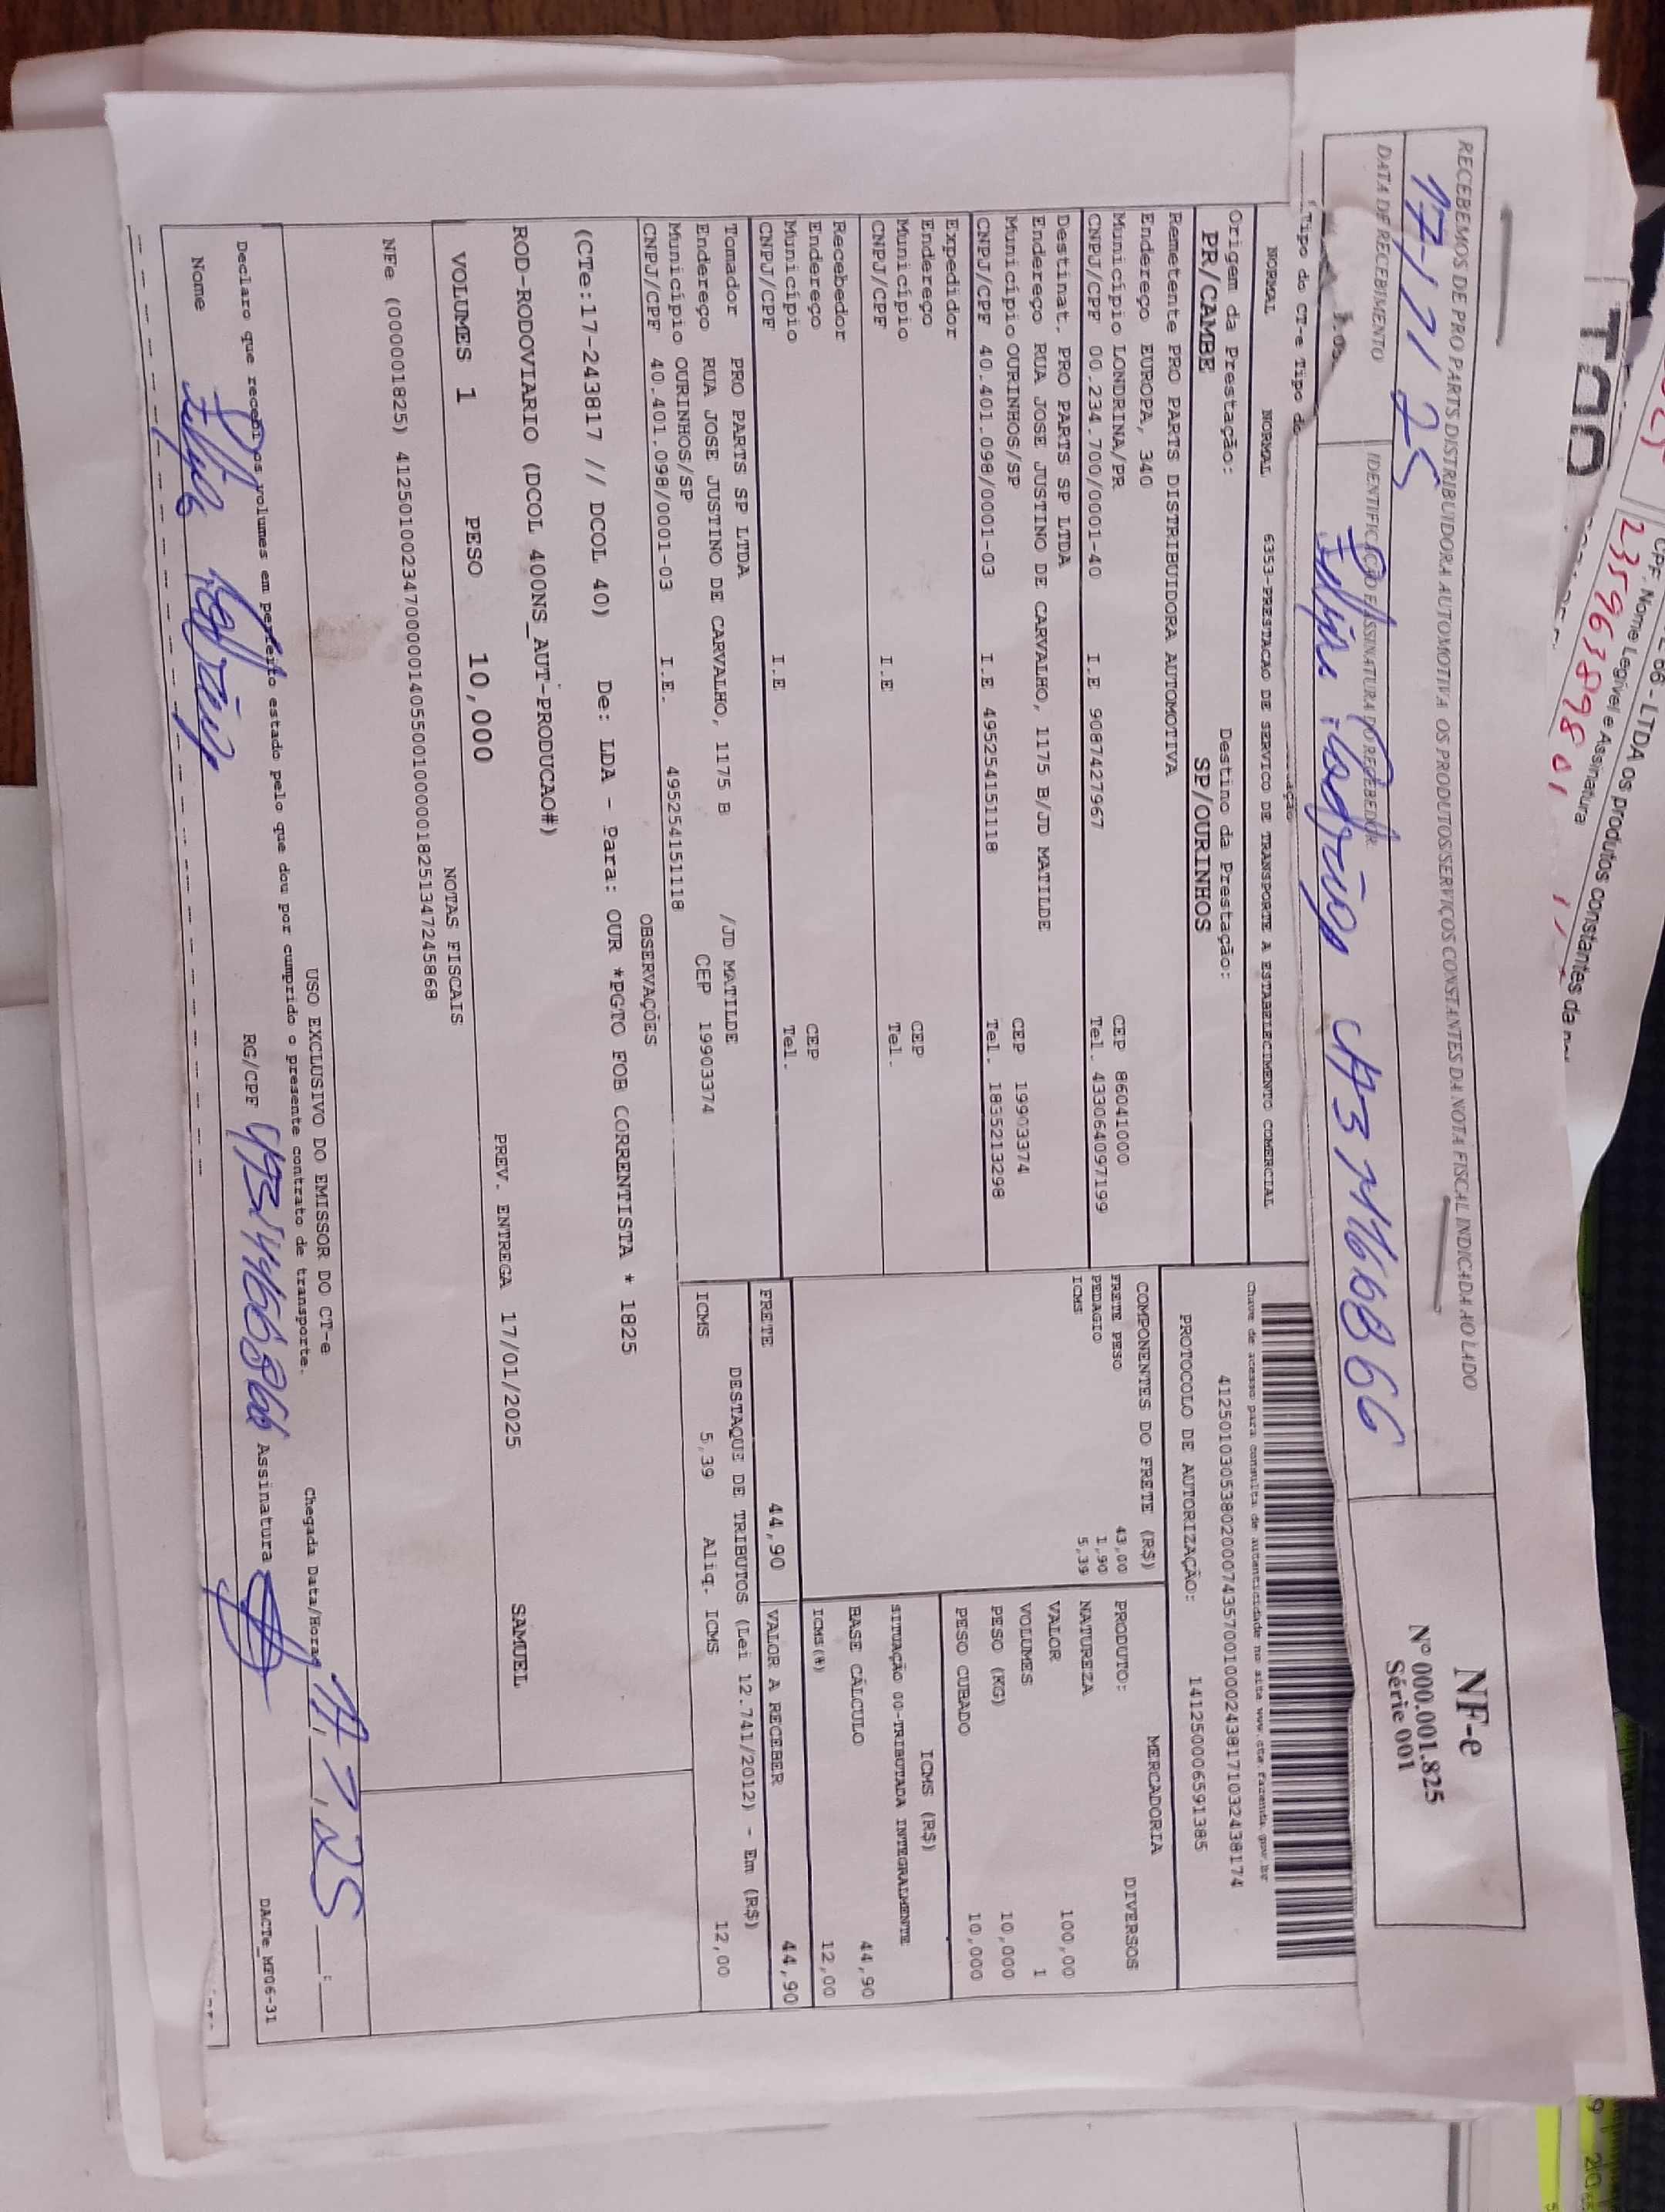 CPF, Nome Legível e Assinatura
- LTDA os produtos constantes da
RECEBEMOS DE PRO PARTS DISTRIBUIDORA AUTOMOTIVA OS PRODUTOS/SERVIÇOS CONSTANTES DA NOTA FISCAL INDICADA AO LADO
DATA DE RECEBIMENTO
IDENTIFICAÇÃO E ASSINATURA DO RECEBEDOR
NF-e
Nº 000.001.825
Série 001
Tipo do CT-e Tipo do
NORMAL NORMAL 6353-PRESTACAO DE SERVICO DE TRANSPORTE A ESTABELECIMENTO COMERCIAL
Chave de acesso para consulta de autenticidade no site www.cte.fazenda.gov.br
41250103053802000743570010002438171032438174
PROTOCOLO DE AUTORIZAÇÃO: 141250006591385
Origem da Prestação: Destino da Prestação:
PR/CAMBE SP/OURINHOS
Remetente PRO PARTS DISTRIBUIDORA AUTOMOTIVA
Endereço EUROPA, 340
Município LONDRINA/PR CEP 86041000
CNPJ/CPF 00.234.700/0001-40 I.E 9087427967 Tel. 433064097199
Destinat. PRO PARTS SP LTDA
Endereço RUA JOSE JUSTINO DE CARVALHO, 1175 B/JD MATILDE
Município OURINHOS/SP CEP 19903374
CNPJ/CPF 40.401.098/0001-03 I.E 495254151118 Tel. 1835213298
Expedidor
Endereço
Município CEP
CNPJ/CPF I.E Tel.
Recebedor
Endereço
Município CEP
CNPJ/CPF I.E Tel.
Tomador PRO PARTS SP LTDA
Endereço RUA JOSE JUSTINO DE CARVALHO, 1175 B /JD MATILDE
Município OURINHOS/SP CEP 19903374
CNPJ/CPF 40.401.098/0001-03 I.E. 495254151118
COMPONENTES DO FRETE (R$)
FRETE PESO 43,00
PEDAGIO 1,90
ICMS 5,39
MERCADORIA
PRODUTO: DIVERSOS
NATUREZA
VALOR 100,00
VOLUMES 1
PESO (KG) 10,000
PESO CUBADO 10,000
ICMS (R$)
SITUAÇÃO 00-TRIBUTADA INTEGRALMENTE
BASE CÁLCULO 44,90
ICMS(%) 12,00
FRETE 44,90 VALOR A RECEBER 44,90
DESTAQUE DE TRIBUTOS (Lei 12.741/2012) - Em (R$)
ICMS 5,39 Aliq. ICMS 12,00
OBSERVAÇÕES
(CTe:17-243817 // DCOL 40) De: LDA - Para: OUR *PGTO FOB CORRENTISTA * 1825
ROD-RODOVIARIO (DCOL 400NS_AUT-PRODUCAO#)
PREV. ENTREGA 17/01/2025 SAMUEL
VOLUMES 1 PESO 10,000
NOTAS FISCAIS
NFe (000001825) 41250100234700000140550010000018251347245868
USO EXCLUSIVO DO EMISSOR DO CT-e
Declaro que recebi os volumes em perfeito estado pelo que dou por cumprido o presente contrato de transporte.
Chegada Data/Hora
Nome RG/CPF Assinatura
DACTe_MF06-31